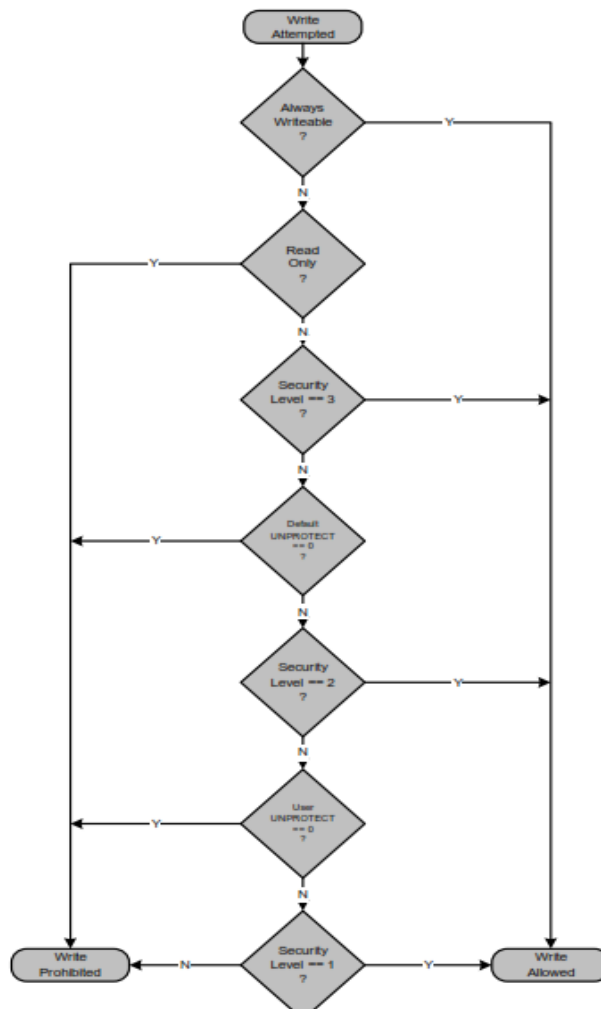 Write
Attempted
Always
Writeable
?
Y
N
Read
Only
?
Y
N
Security
Level == 3
?
Y
N
Default
UNPROTECT
== 0
?
Y
N
Security
Level == 2
?
Y
N
User
UNPROTECT
== 0
?
Y
N
Write
Prohibited
N
Security
Level == 1
?
Y
Write
Allowed